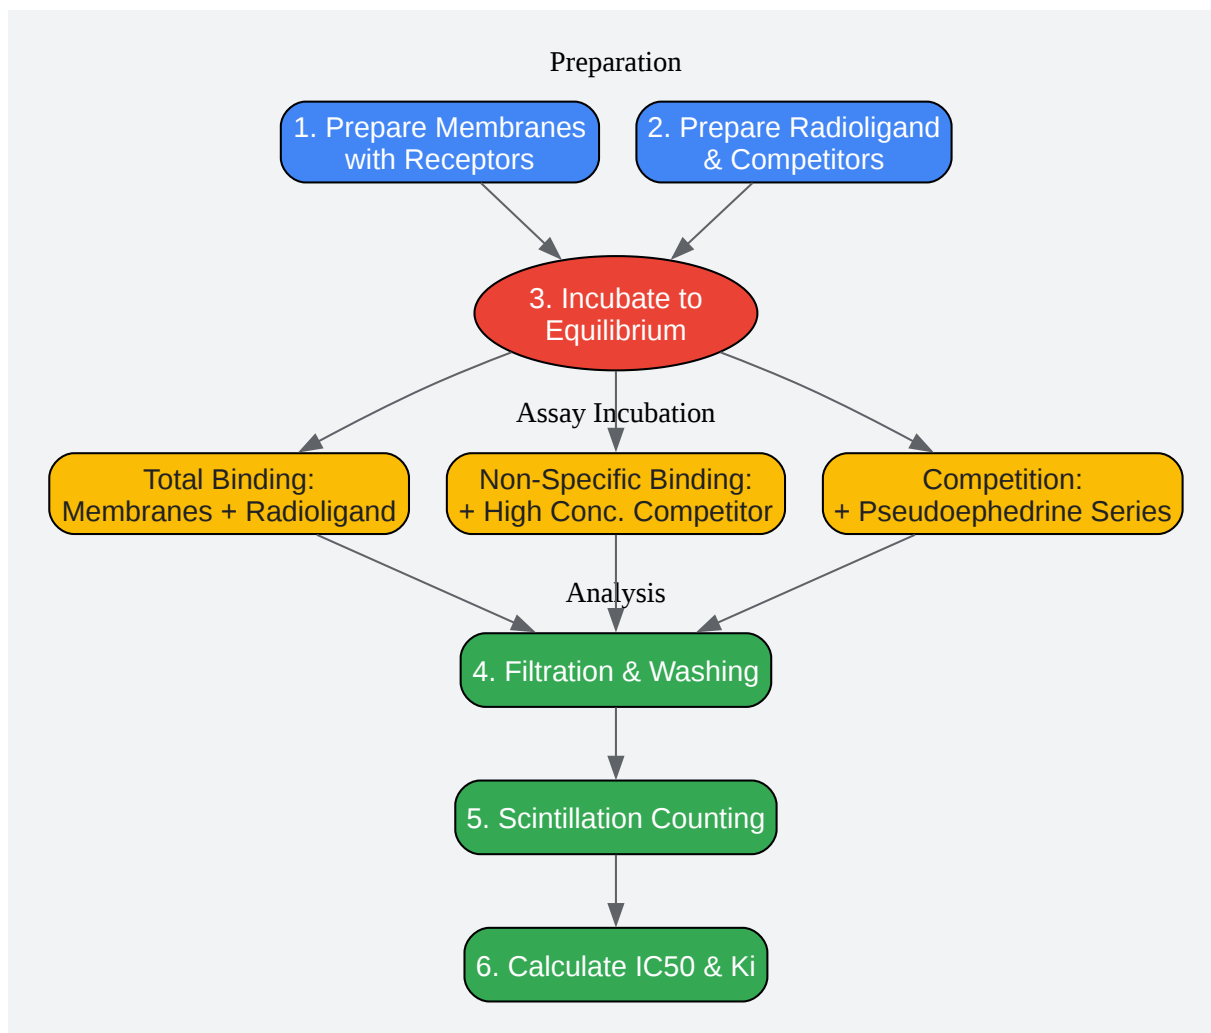 Preparation
1. Prepare Membranes
with Receptors
2. Prepare Radioligand
& Competitors
3. Incubate to
Equilibrium
Assay Incubation
Total Binding:
Membranes + Radioligand
Non-Specific Binding:
+ High Conc. Competitor
Competition:
+ Pseudoephedrine Series
Analysis
4. Filtration & Washing
5. Scintillation Counting
6. Calculate IC50 & Ki